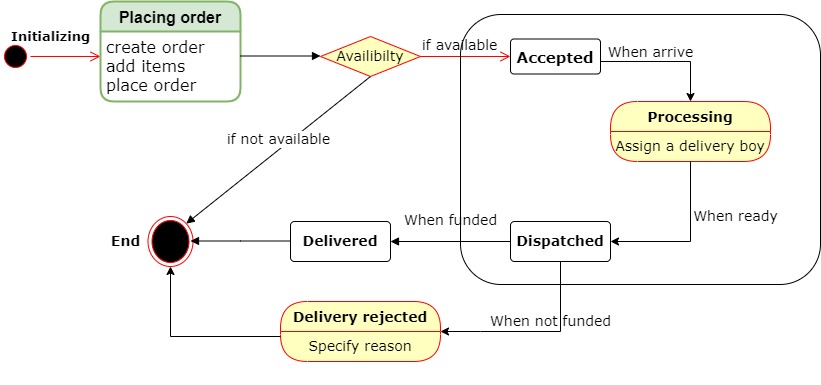 Initializing
Placing order
create order
add items
place order
Availibilty
if available
Accepted
When arrive
Processing
Assign a delivery boy
if not available
When ready
When funded
End
Delivered
Dispatched
Delivery rejected
Specify reason
When not funded